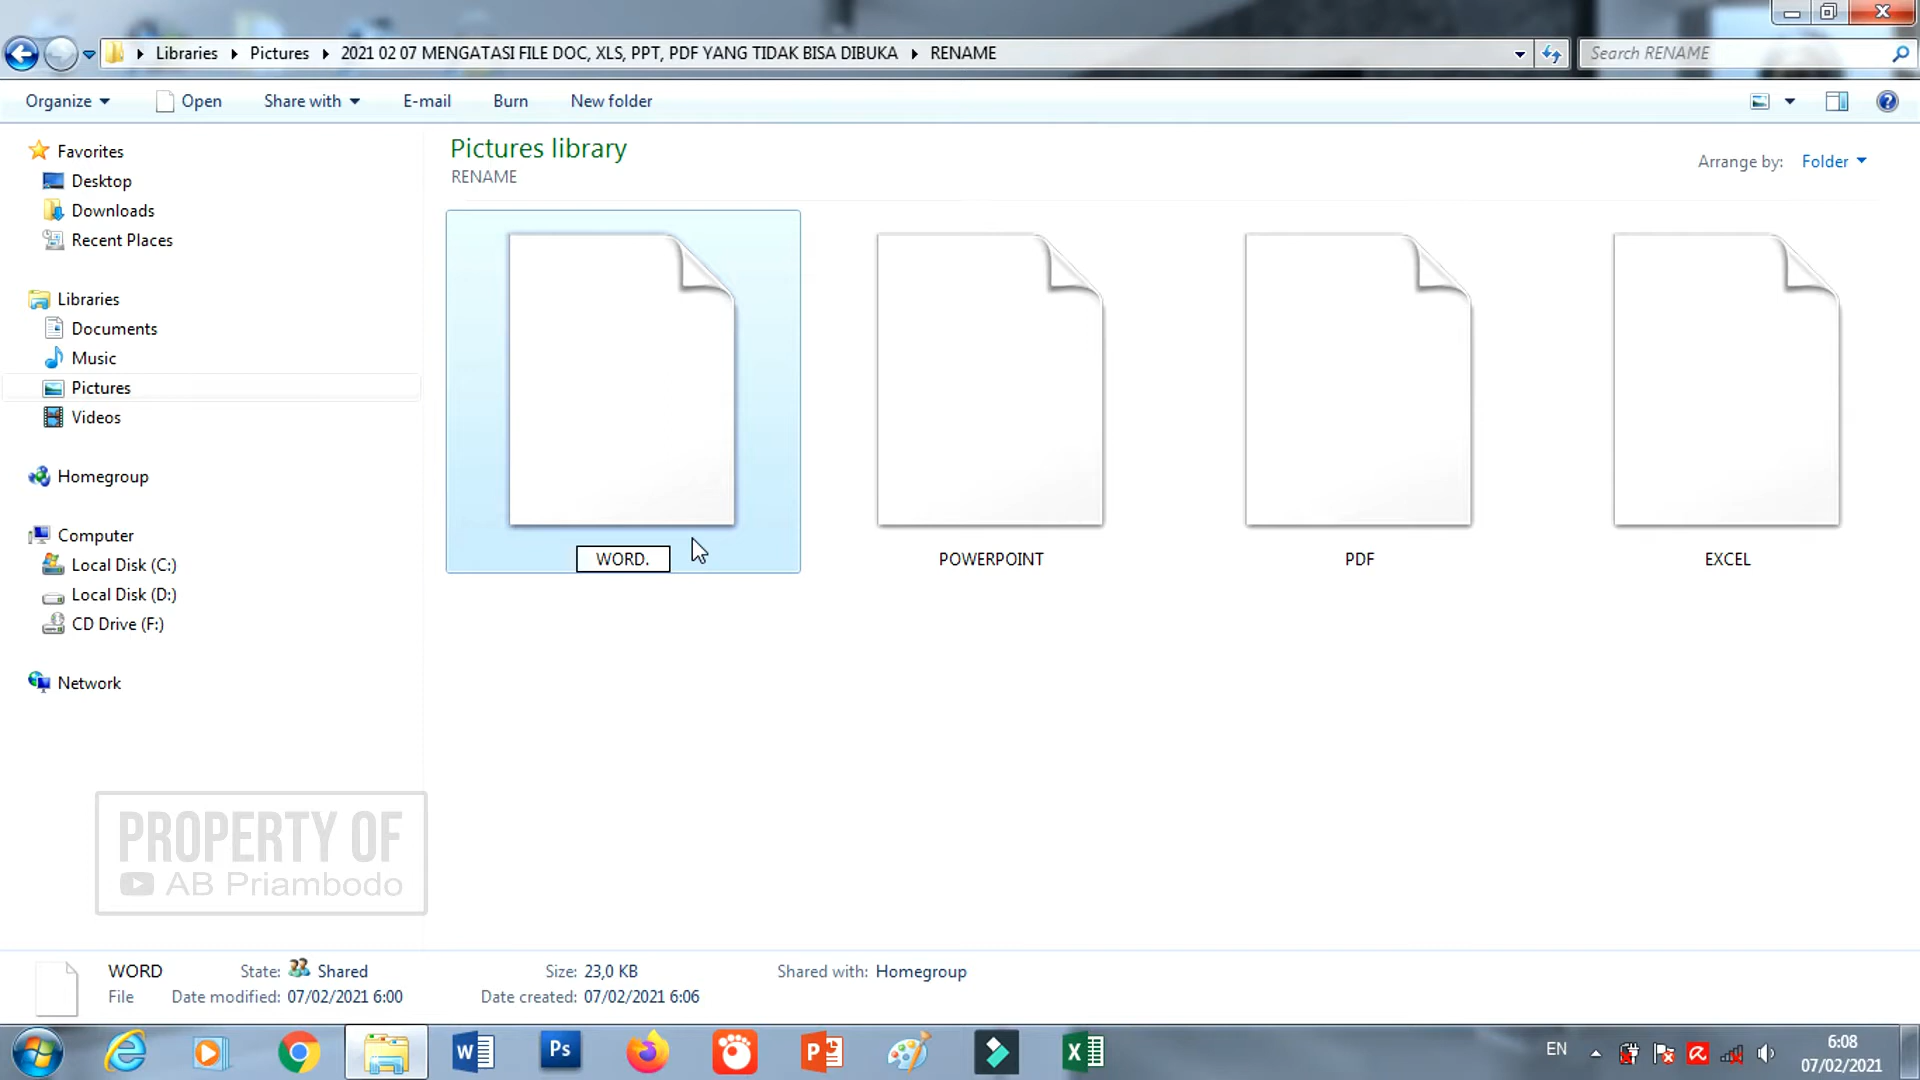 Libraries Pictures 2021 02 07 MENGATASI FILE DOC, XLS, PPT, PDF YANG TIDAK BISA DIBUKA RENAME Search RENAME
Organize Open Share with E-mail Burn New folder
Favorites
Desktop
Downloads
Recent Places
Libraries
Documents
Music
Pictures
Videos
Homegroup
Computer
Local Disk (C:)
Local Disk (D:)
CD Drive (F:)
Network
Pictures library
RENAME
Arrange by: Folder
WORD. POWERPOINT PDF EXCEL
PROPERTY OF
AB Priambodo
WORD State: Shared Size: 23,0 KB Shared with: Homegroup
File Date modified: 07/02/2021 6:00 Date created: 07/02/2021 6:06
W Ps P X EN 6:08
07/02/2021